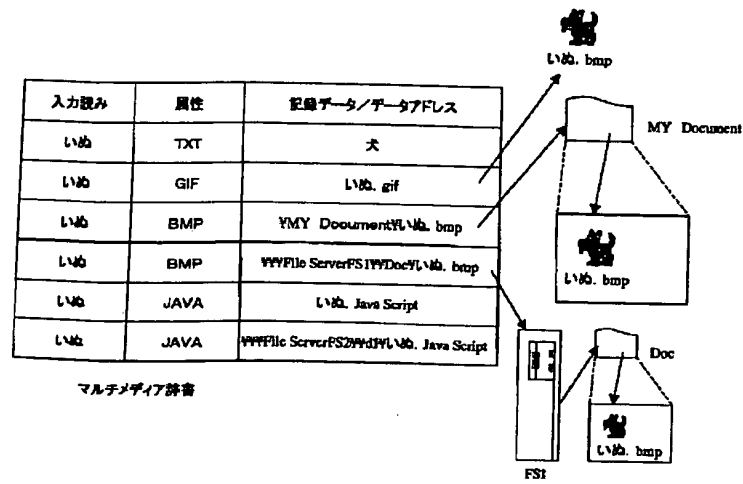 いぬ. bmp
入力読み 属性 記録データ／データアドレス
いぬ TXT 犬
いぬ GIF いぬ. gif
いぬ BMP ¥MY Document¥いぬ. bmp
いぬ BMP ¥¥¥File ServerFS1¥¥Doc¥いぬ. bmp
いぬ JAVA いぬ. Java Script
いぬ JAVA ¥¥¥File ServerFS2¥¥d1¥いぬ. Java Script
マルチメディア辞書
MY Document
いぬ. bmp
Doc
いぬ. bmp
FS1